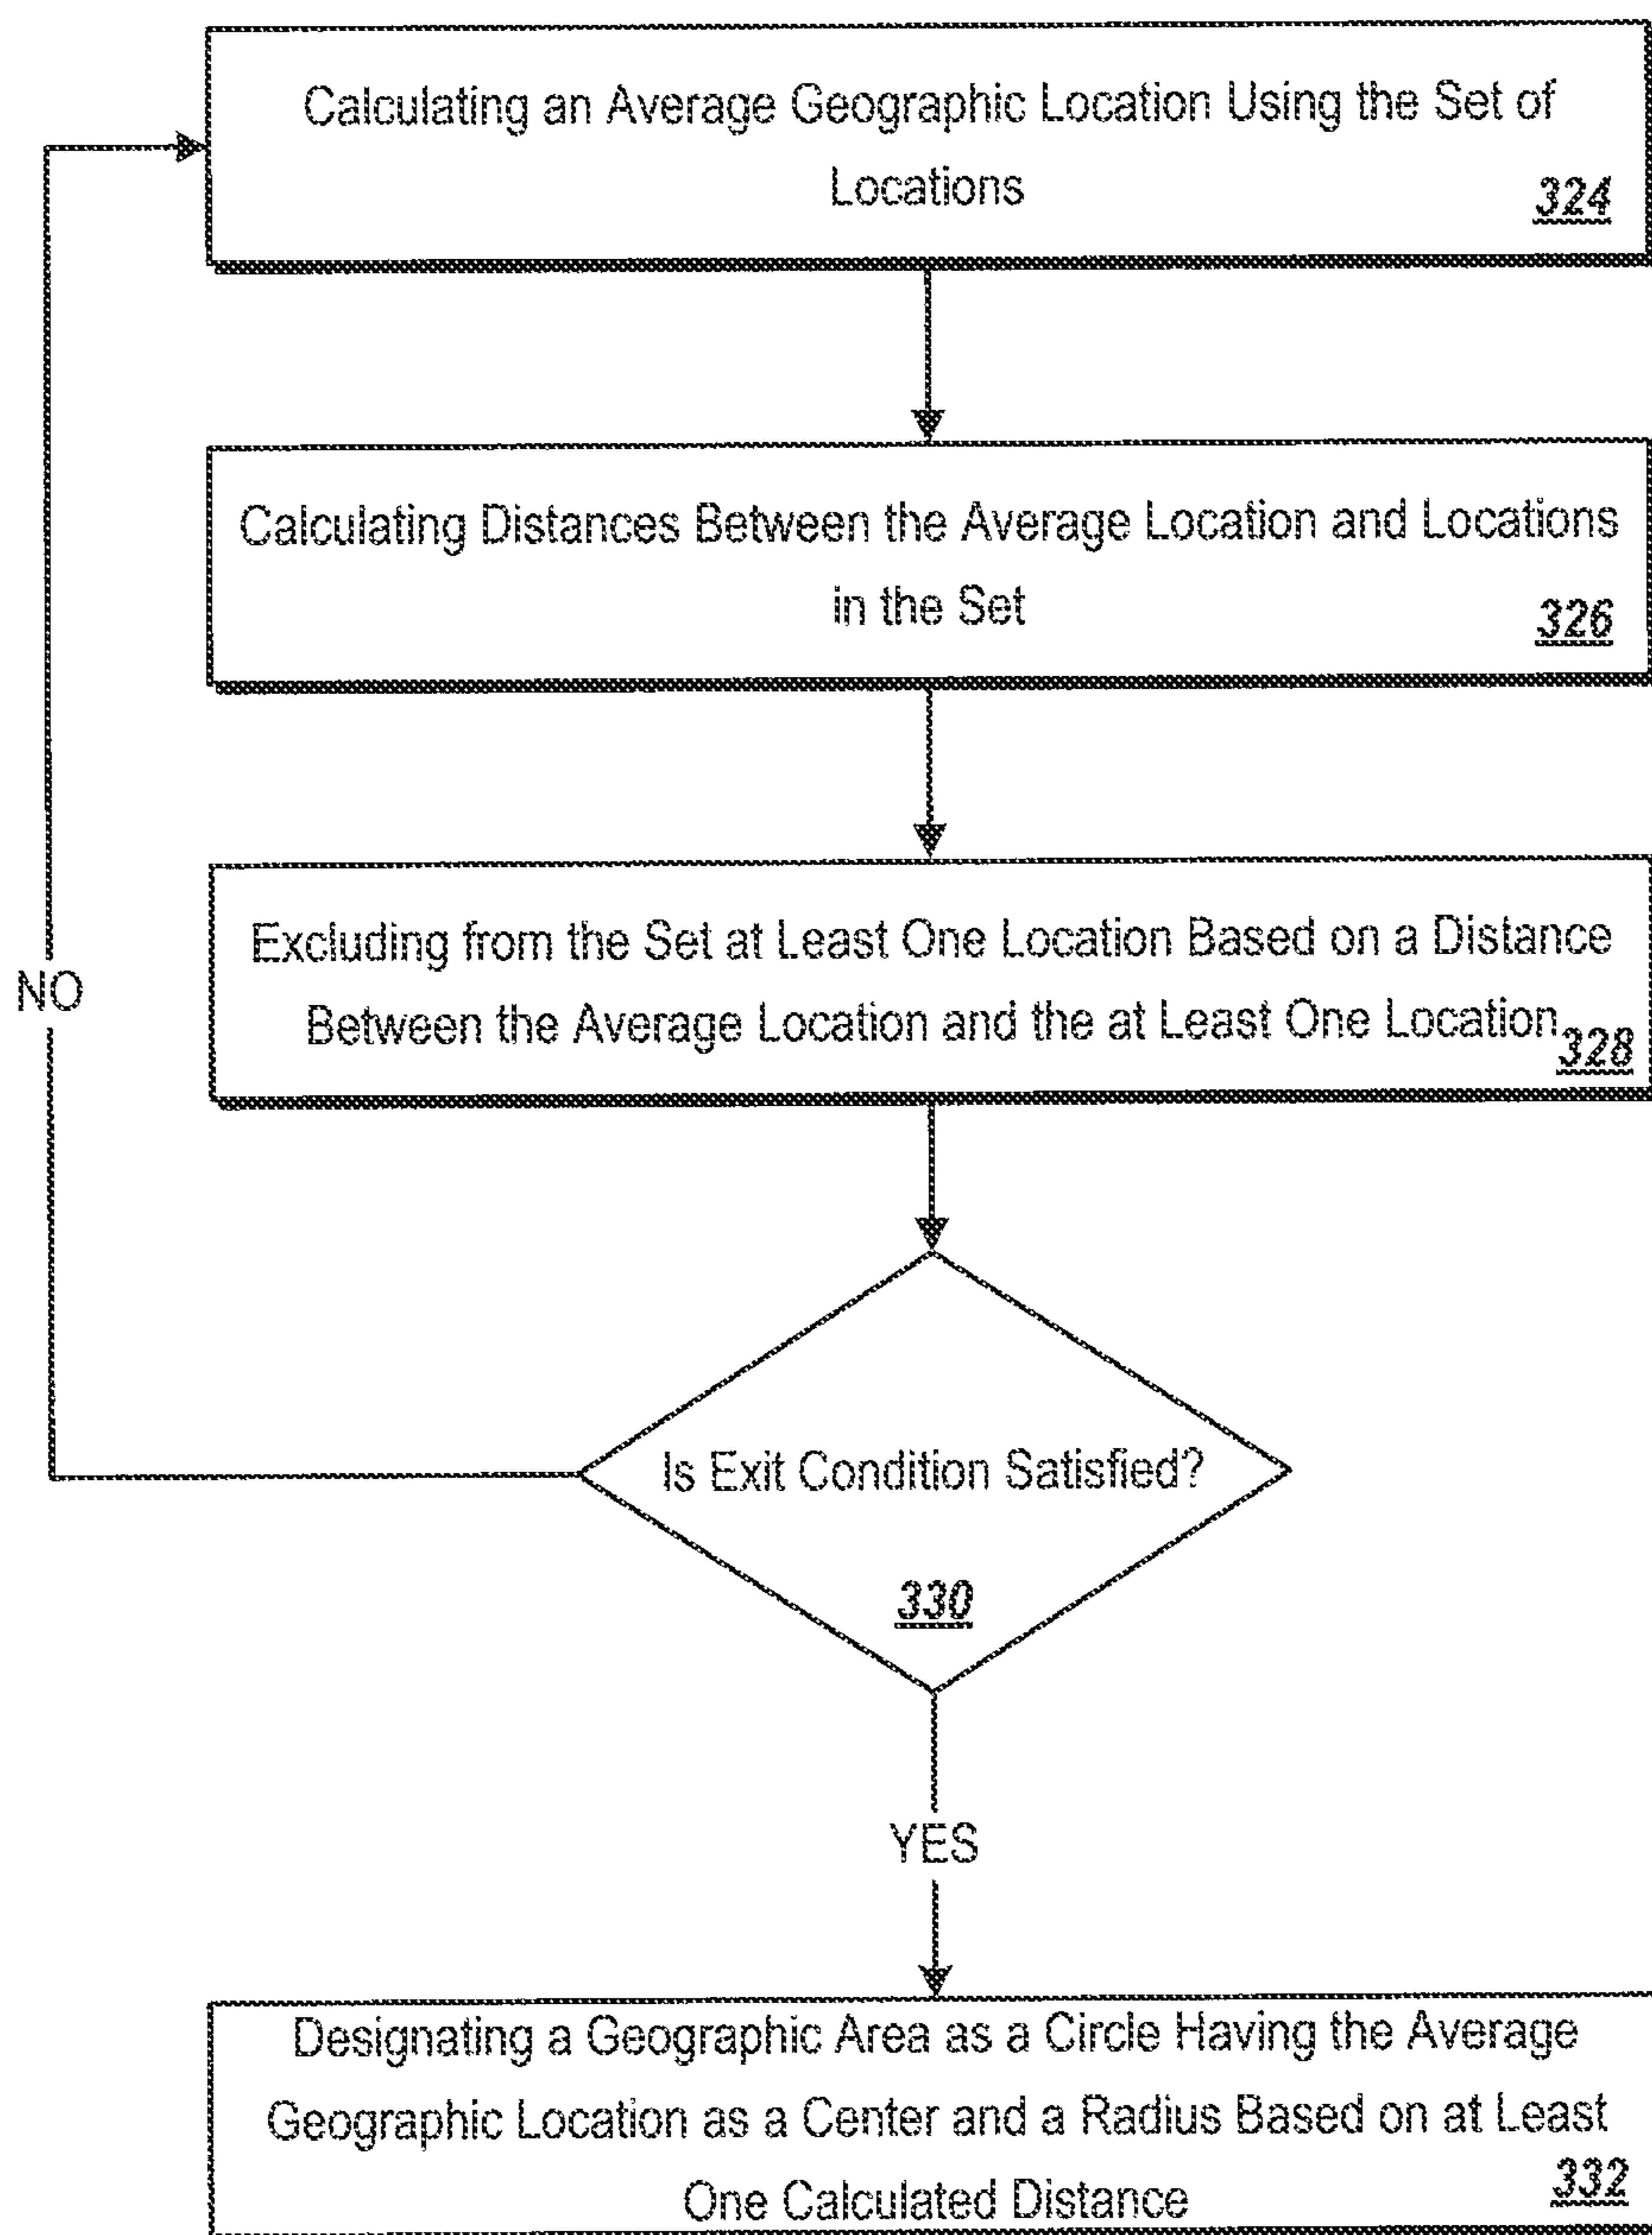 Calculating an Average Geographic Location Using the Set of
Locations
324
Calculating Distances Between the Average Location and Locations
in the Set
326
Excluding from the Set at Least One Location Based on a Distance
Between the Average Location and the at Least One Location
328
NO
Is Exit Condition Satisfied?
330
YES
Designating a Geographic Area as a Circle Having the Average
Geographic Location as a Center and a Radius Based on at Least
One Calculated Distance
332